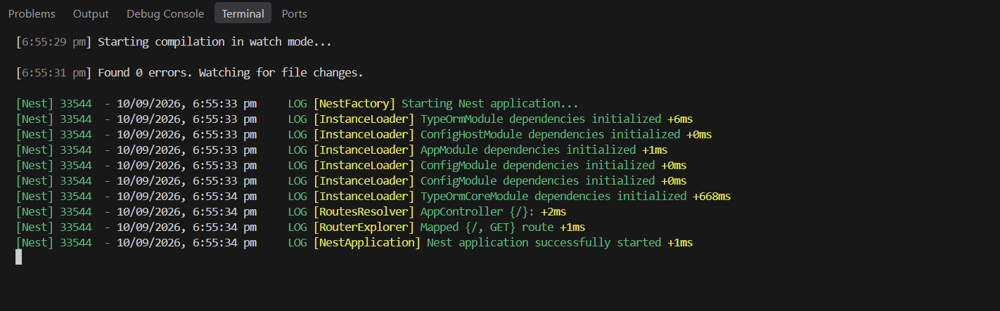 Problems Output Debug Console Terminal Ports
[6:55:29 pm] Starting compilation in watch mode...
[6:55:31 pm] Found 0 errors. Watching for file changes.
[Nest] 33544  - 10/09/2026, 6:55:33 pm     LOG [NestFactory] Starting Nest application...
[Nest] 33544  - 10/09/2026, 6:55:33 pm     LOG [InstanceLoader] TypeOrmModule dependencies initialized +6ms
[Nest] 33544  - 10/09/2026, 6:55:33 pm     LOG [InstanceLoader] ConfigHostModule dependencies initialized +0ms
[Nest] 33544  - 10/09/2026, 6:55:33 pm     LOG [InstanceLoader] AppModule dependencies initialized +1ms
[Nest] 33544  - 10/09/2026, 6:55:33 pm     LOG [InstanceLoader] ConfigModule dependencies initialized +0ms
[Nest] 33544  - 10/09/2026, 6:55:33 pm     LOG [InstanceLoader] ConfigModule dependencies initialized +0ms
[Nest] 33544  - 10/09/2026, 6:55:34 pm     LOG [InstanceLoader] TypeOrmCoreModule dependencies initialized +668ms
[Nest] 33544  - 10/09/2026, 6:55:34 pm     LOG [RoutesResolver] AppController {/}: +2ms
[Nest] 33544  - 10/09/2026, 6:55:34 pm     LOG [RouterExplorer] Mapped {/, GET} route +1ms
[Nest] 33544  - 10/09/2026, 6:55:34 pm     LOG [NestApplication] Nest application successfully started +1ms